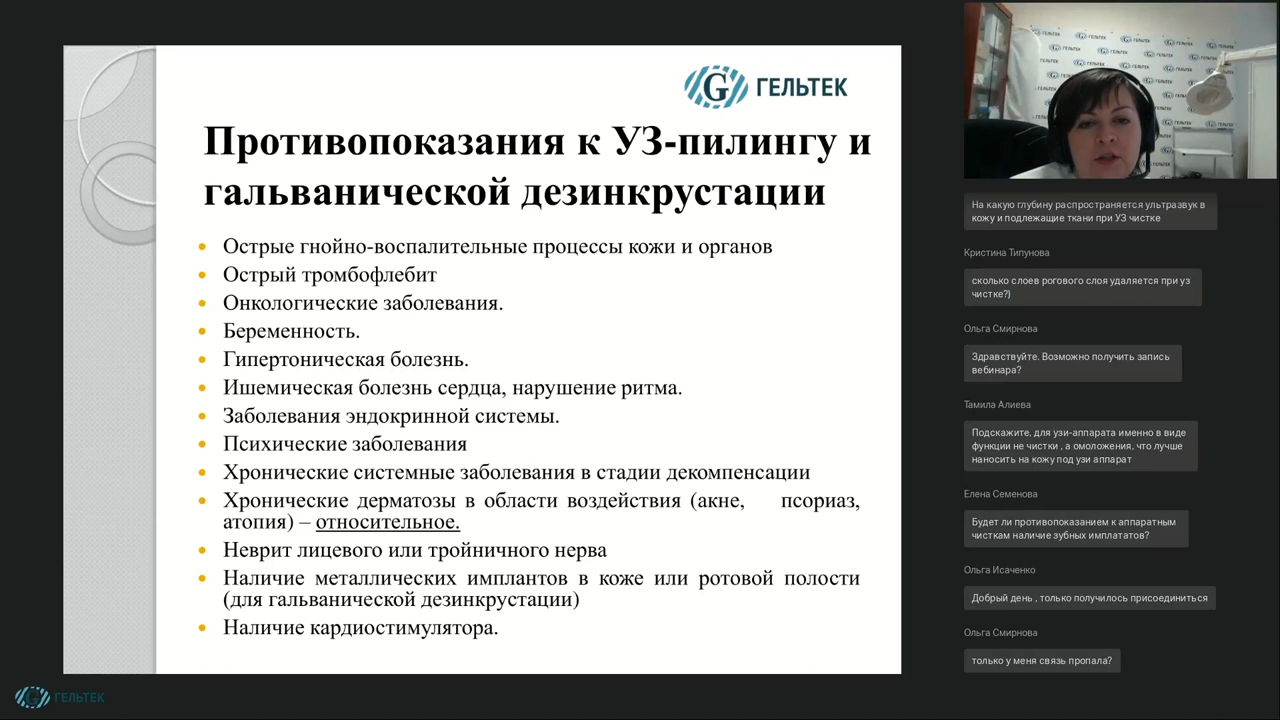 ГЕЛЬТЕК
Противопоказания к УЗ-пилингу и
гальванической дезинкрустации
Острые гнойно-воспалительные процессы кожи и органов
Острый тромбофлебит
Онкологические заболевания.
Беременность.
Гипертоническая болезнь.
Ишемическая болезнь сердца, нарушение ритма.
Заболевания эндокринной системы.
Психические заболевания
Хронические системные заболевания в стадии декомпенсации
Хронические дерматозы в области воздействия (акне, псориаз,
атопия) – относительное.
Неврит лицевого или тройничного нерва
Наличие металлических имплантов в коже или ротовой полости
(для гальванической дезинкрустации)
Наличие кардиостимулятора.
ГЕЛЬТЕК
На какую глубину распространяется ультразвук в
кожу и подлежащие ткани при УЗ чистке
Кристина Типунова
сколько слоев рогового слоя удаляется при уз
чистке?)
Ольга Смирнова
Здравствуйте. Возможно получить запись
вебинара?
Тамила Алиева
Подскажите, для узи-аппарата именно в виде
функции не чистки , а омоложения, что лучше
наносить на кожу под узи аппарат
Елена Семенова
Будет ли противопоказанием к аппаратным
чисткам наличие зубных имплататов?
Ольга Исаченко
Добрый день , только получилось присоединиться
Ольга Смирнова
только у меня связь пропала?